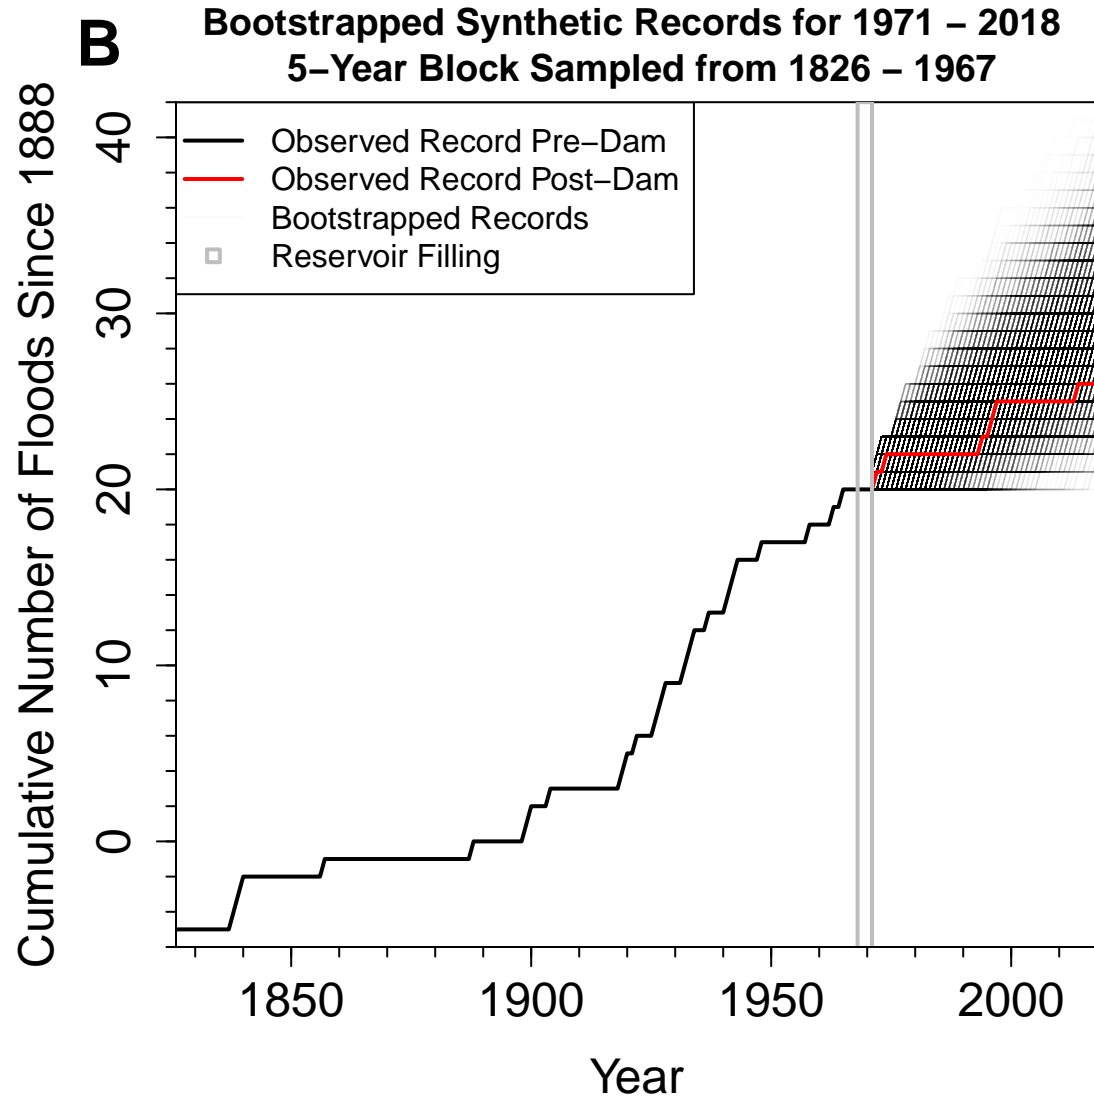 B
Bootstrapped Synthetic Records for 1971 – 2018
5−Year Block Sampled from 1826 – 1967
Cumulative Number of Floods Since 1888
Observed Record Pre−Dam
Observed Record Post−Dam
Bootstrapped Records
Reservoir Filling
40
30
20
10
0
1850 1900 1950 2000
Year